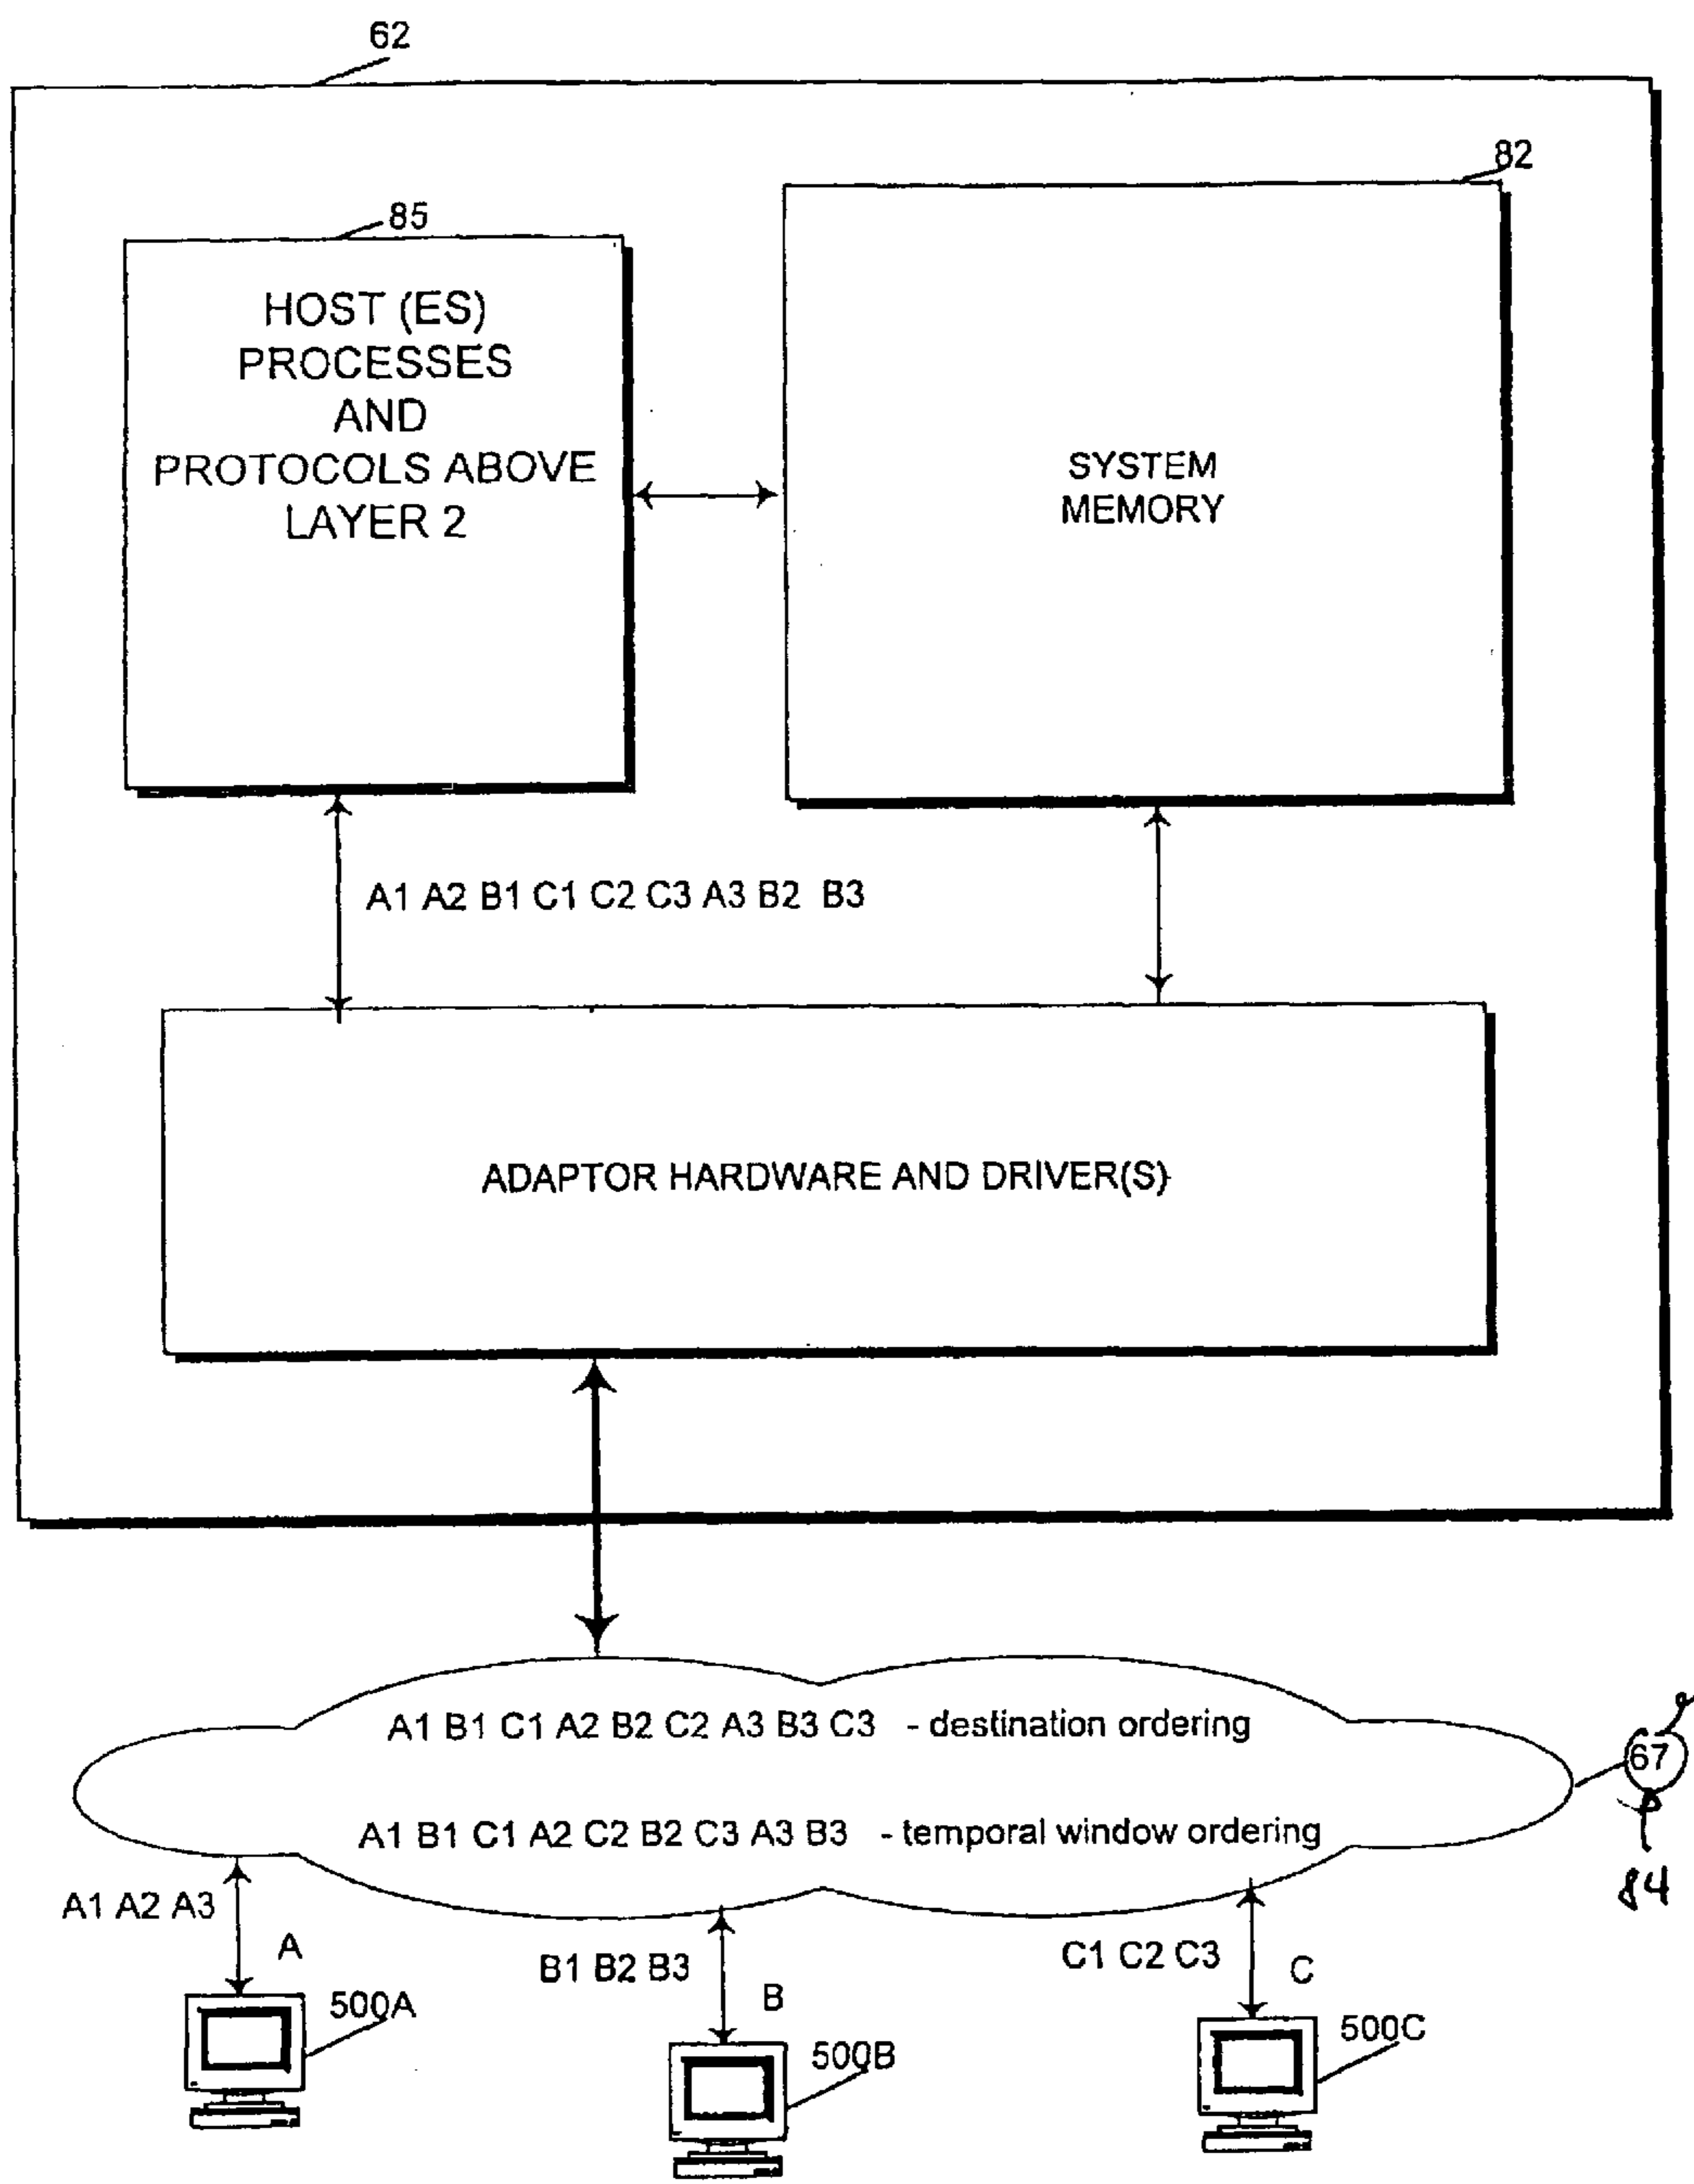 62
82
85
HOST (ES)
PROCESSES
AND
PROTOCOLS ABOVE
LAYER 2
SYSTEM
MEMORY
A1 A2 B1 C1 C2 C3 A3 B2 B3
ADAPTOR HARDWARE AND DRIVER(S)
A1 B1 C1 A2 B2 C2 A3 B3 C3 - destination ordering
67
A1 B1 C1 A2 C2 B2 C3 A3 B3 - temporal window ordering
84
A1 A2 A3
A
B1 B2 B3
B
C1 C2 C3
C
500A
500B
500C